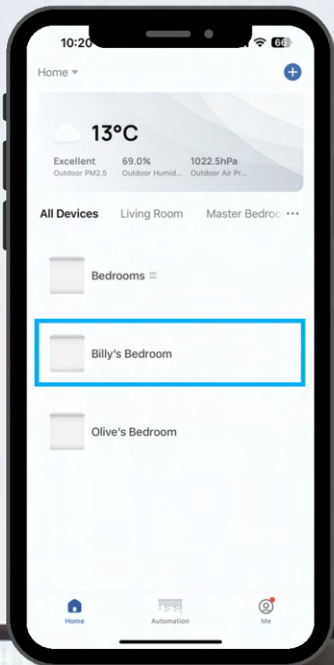 10:20
66
Home
13°C
Excellent 69.0% 1022.5hPa
Outdoor PM2.5 Outdoor Humid... Outdoor Air Pr...
All Devices Living Room Master Bedroo ...
Bedrooms
Billy's Bedroom
Olive's Bedroom
Home Automation Me